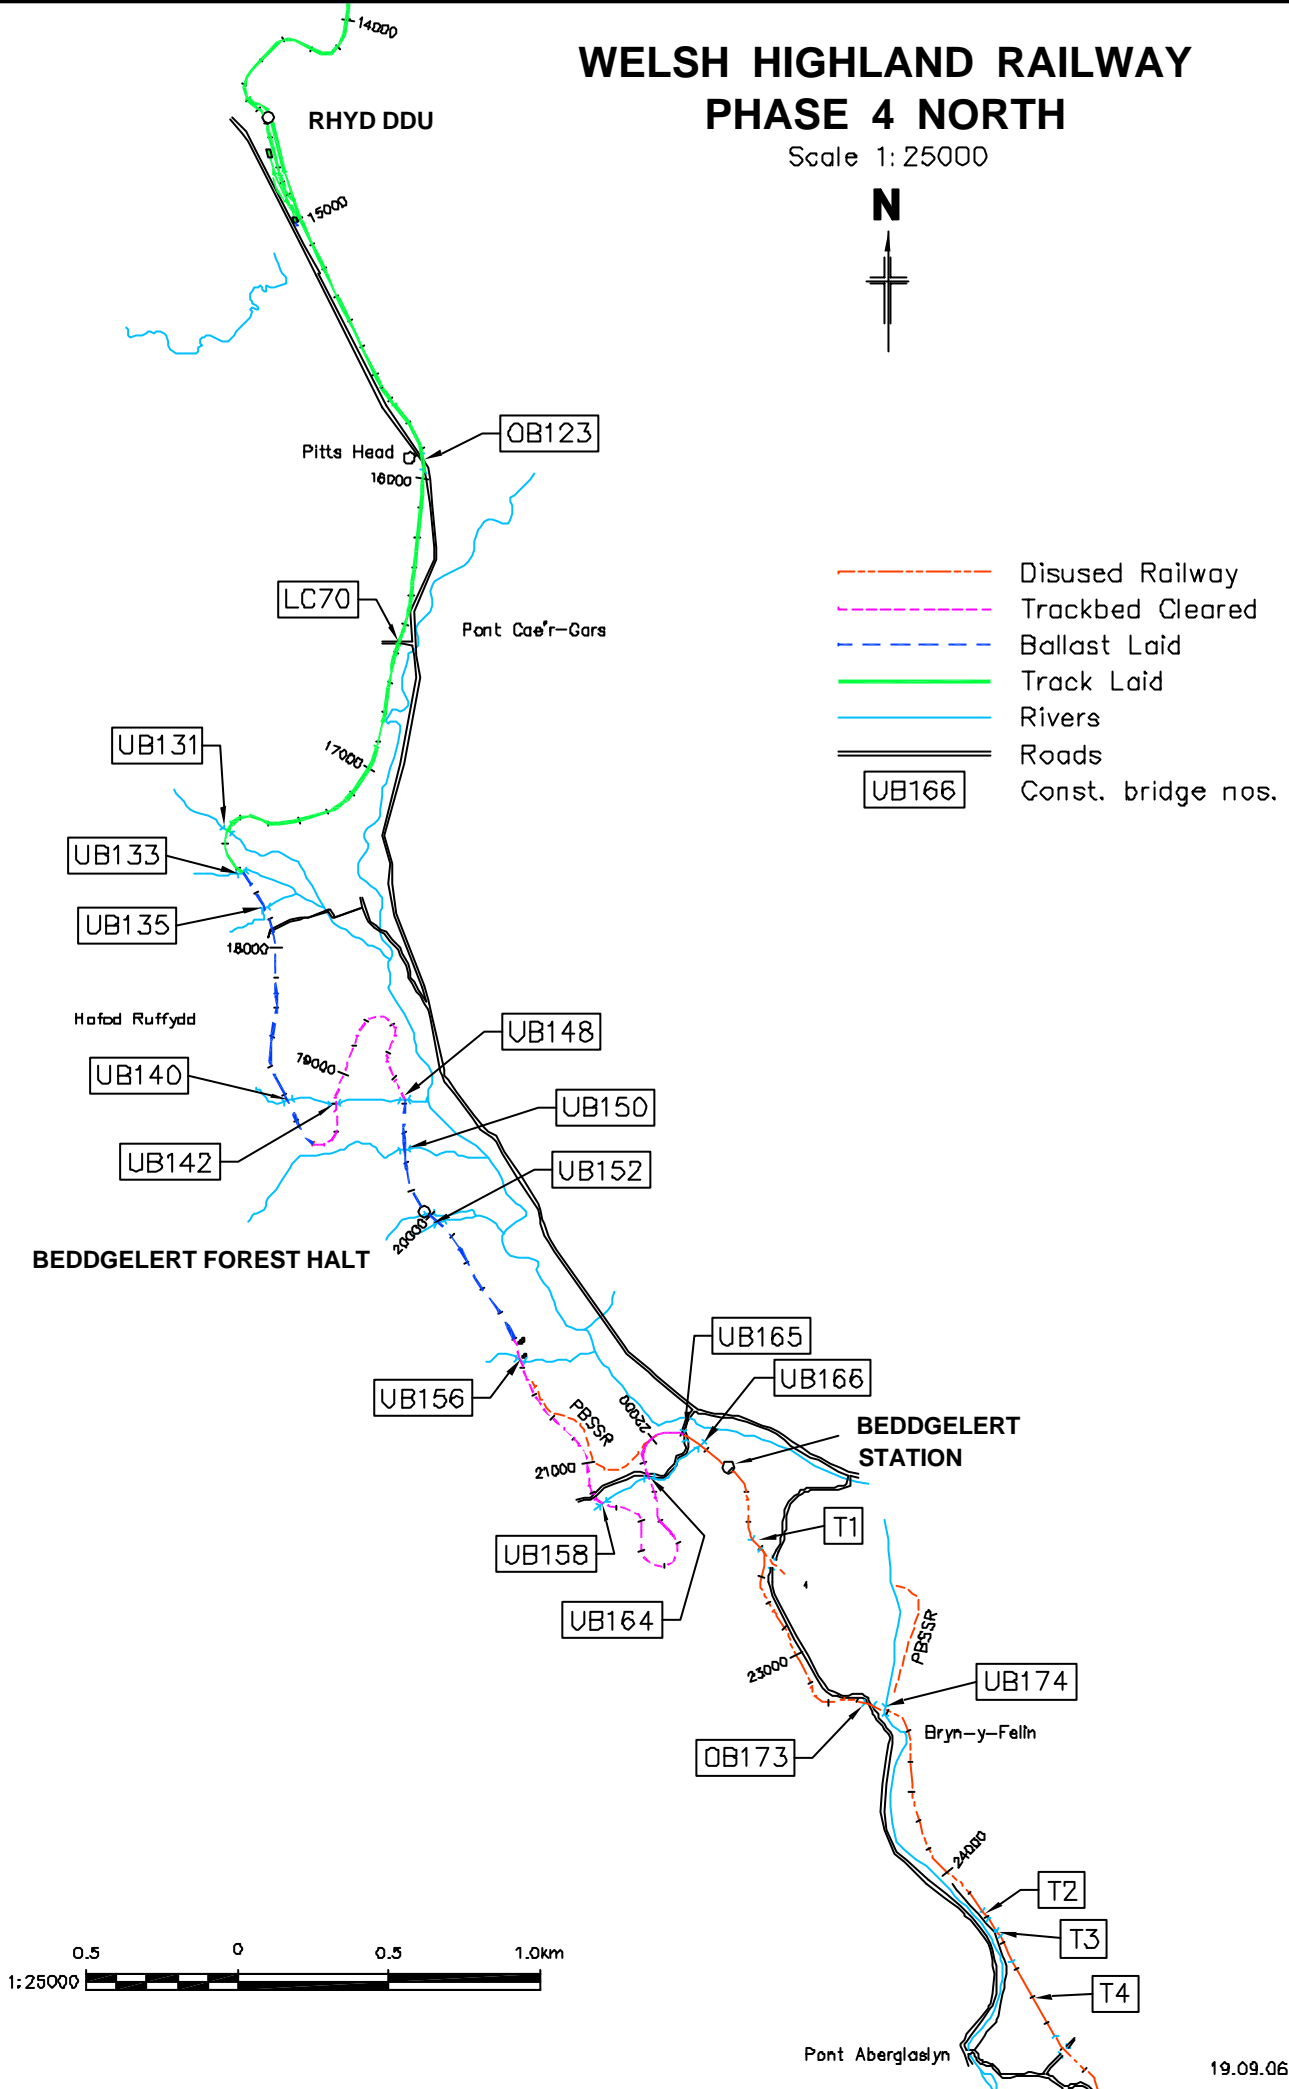 WELSH HIGHLAND RAILWAY
PHASE 4 NORTH
Scale 1:25000
N
14000
RHYD DDU
15000
OB123
Pitts Head
16000
LC70
Pont Cae'r-Gars
Disused Railway
Trackbed Cleared
Ballast Laid
Track Laid
Rivers
Roads
UB166 Const. bridge nos.
UB131
17000
UB133
UB135
18000
Hafod Ruffydd
UB148
19000
UB140
UB150
UB142
UB152
20000
BEDDGELERT FOREST HALT
UB165
UB166
UB156
PBSSR
22000
BEDDGELERT
STATION
21000
T1
UB158
UB164
PBSSR
23000
UB174
Bryn-y-Felin
OB173
24000
T2
T3
T4
0.5 0 0.5 1.0km
1:25000
Pont Aberglaslyn
19.09.06